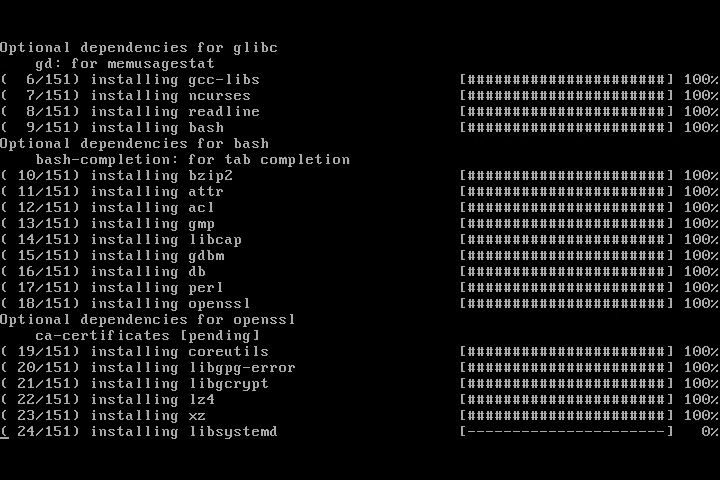 Optional dependencies for glibc
    gd: for memusagestat
(  6/151) installing gcc-libs                      [######################] 100%
(  7/151) installing ncurses                       [######################] 100%
(  8/151) installing readline                      [######################] 100%
(  9/151) installing bash                          [######################] 100%
Optional dependencies for bash
    bash-completion: for tab completion
( 10/151) installing bzip2                         [######################] 100%
( 11/151) installing attr                          [######################] 100%
( 12/151) installing acl                           [######################] 100%
( 13/151) installing gmp                           [######################] 100%
( 14/151) installing libcap                        [######################] 100%
( 15/151) installing gdbm                          [######################] 100%
( 16/151) installing db                            [######################] 100%
( 17/151) installing perl                          [######################] 100%
( 18/151) installing openssl                       [######################] 100%
Optional dependencies for openssl
    ca-certificates [pending]
( 19/151) installing coreutils                     [######################] 100%
( 20/151) installing libgpg-error                  [######################] 100%
( 21/151) installing libgcrypt                     [######################] 100%
( 22/151) installing lz4                           [######################] 100%
( 23/151) installing xz                            [######################] 100%
( 24/151) installing libsystemd                    [----------------------]   0%